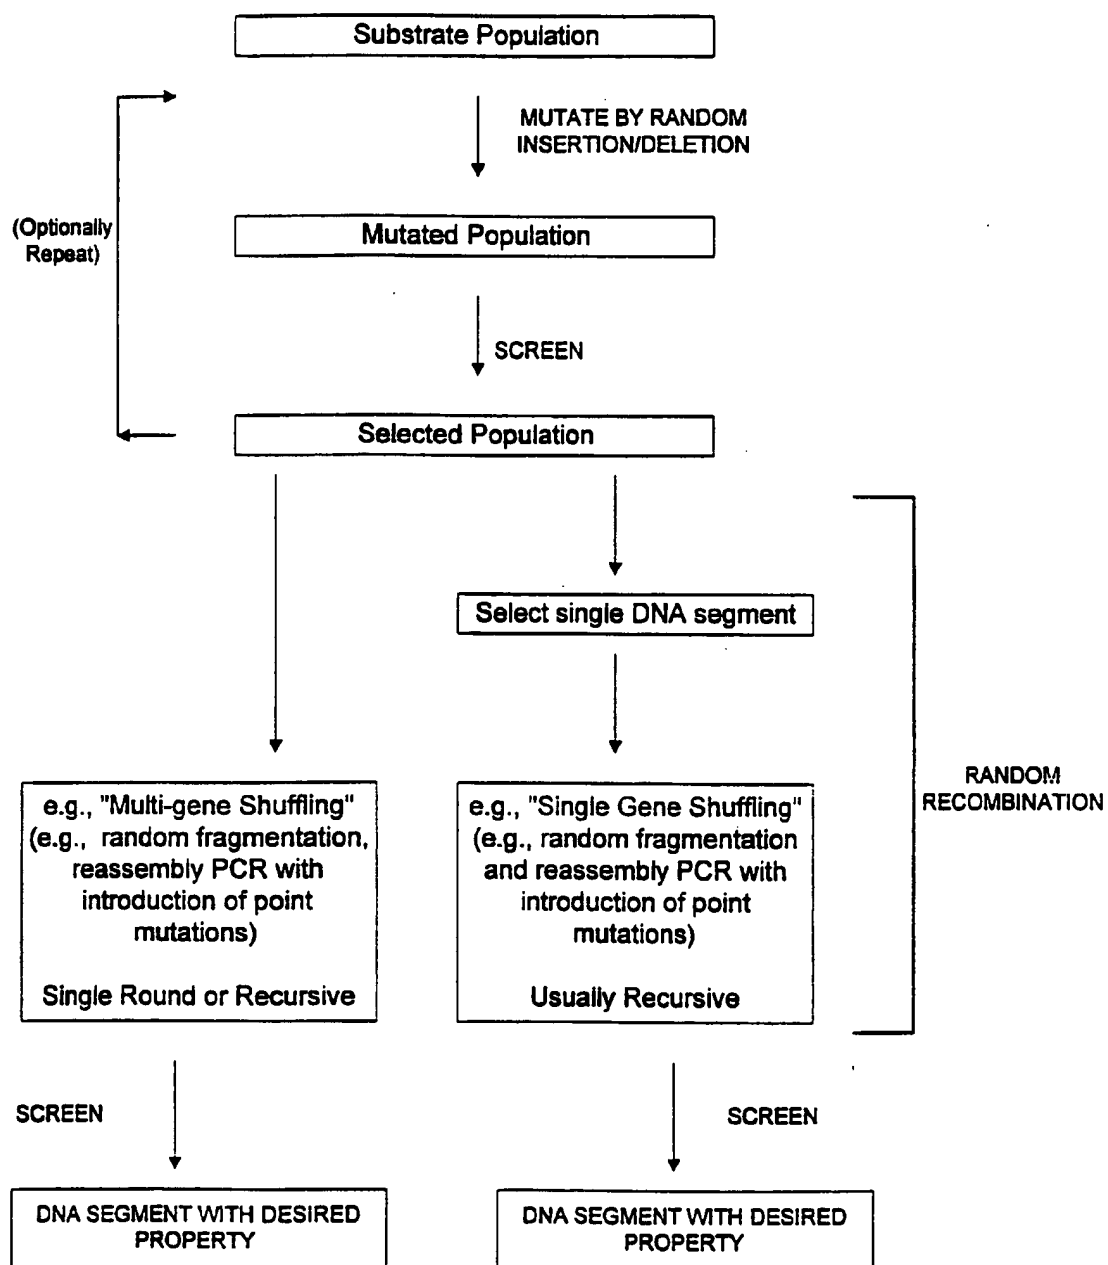 Substrate Population
MUTATE BY RANDOM
INSERTION/DELETION
(Optionally
Repeat)
Mutated Population
SCREEN
Selected Population
Select single DNA segment
e.g., "Multi-gene Shuffling"
(e.g., random fragmentation,
reassembly PCR with
introduction of point
mutations)
Single Round or Recursive
e.g., "Single Gene Shuffling"
(e.g., random fragmentation
and reassembly PCR with
introduction of point
mutations)
Usually Recursive
RANDOM
RECOMBINATION
SCREEN
SCREEN
DNA SEGMENT WITH DESIRED
PROPERTY
DNA SEGMENT WITH DESIRED
PROPERTY